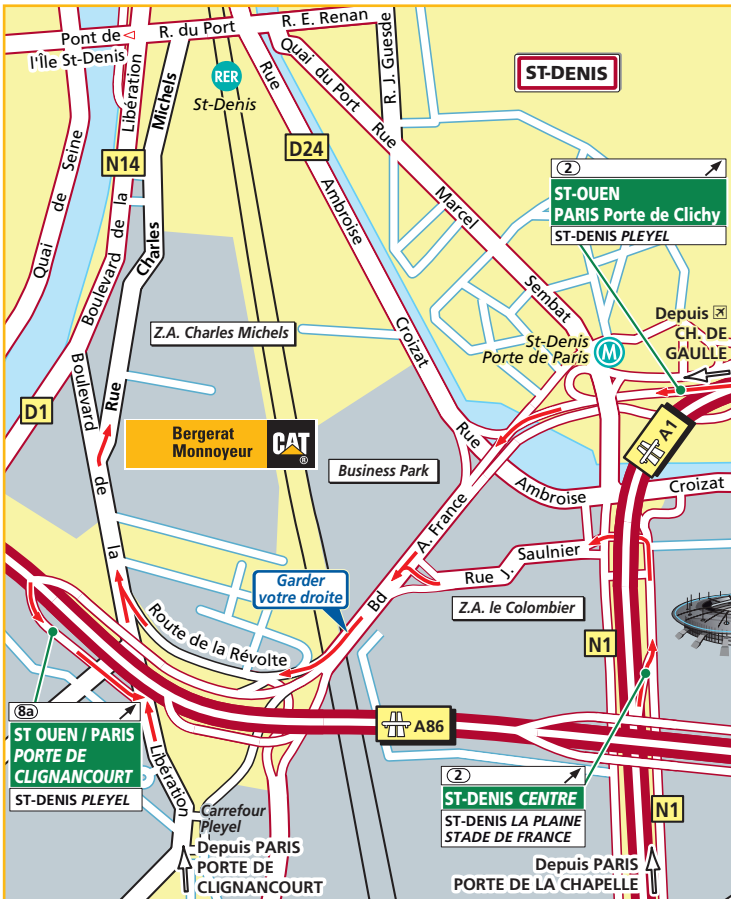 Pont de
l'Île St-Denis
R. du Port
R. E. Renan
R. J. Guesde
Quai du Port
Rue
Marcel
Sembat
ST-DENIS
RER
St-Denis
Rue
D24
Ambroise
Croizat
Rue
Ambroise
Croizat
N14
Libération
Boulevard de la
Michels
Charles
Rue
Quai de Seine
2
ST-OUEN
PARIS Porte de Clichy
ST-DENIS PLEYEL
Depuis
CH. DE
GAULLE
St-Denis
Porte de Paris
M
A1
Z.A. Charles Michels
D1
Boulevard
de
la
Libération
Bergerat
Monnoyeur
CAT
®
Business Park
Bd A. France
Rue J. Saulnier
Z.A. le Colombier
Garder
votre droite
Route de la Révolte
N1
A86
8a
ST OUEN / PARIS
PORTE DE
CLIGNANCOURT
ST-DENIS PLEYEL
2
ST-DENIS CENTRE
ST-DENIS LA PLAINE
STADE DE FRANCE
N1
Carrefour
Pleyel
Depuis PARIS
PORTE DE
CLIGNANCOURT
Depuis PARIS
PORTE DE LA CHAPELLE